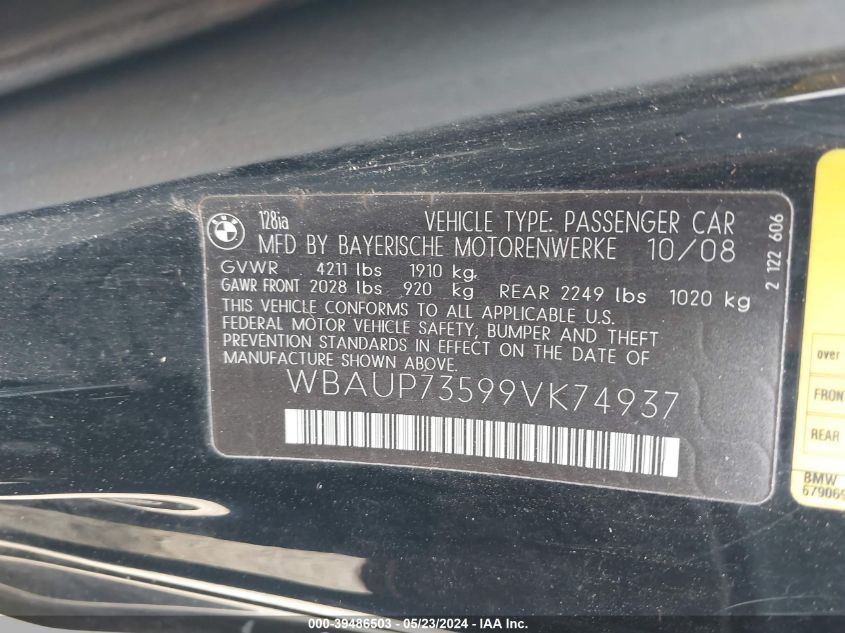 BMW
128ia VEHICLE TYPE: PASSENGER CAR
MFD BY BAYERISCHE MOTORENWERKE 10/08
GVWR 4211 lbs 1910 kg.
GAWR FRONT 2028 lbs 920 kg REAR 2249 lbs 1020 kg
THIS VEHICLE CONFORMS TO ALL APPLICABLE U.S.
FEDERAL MOTOR VEHICLE SAFETY, BUMPER AND THEFT
PREVENTION STANDARDS IN EFFECT ON THE DATE OF
MANUFACTURE SHOWN ABOVE.
WBAUP73599VK74937
2 122 606
over
FRON
REAR
BMW
679069
000-39486503 - 05/23/2024 - IAA Inc.